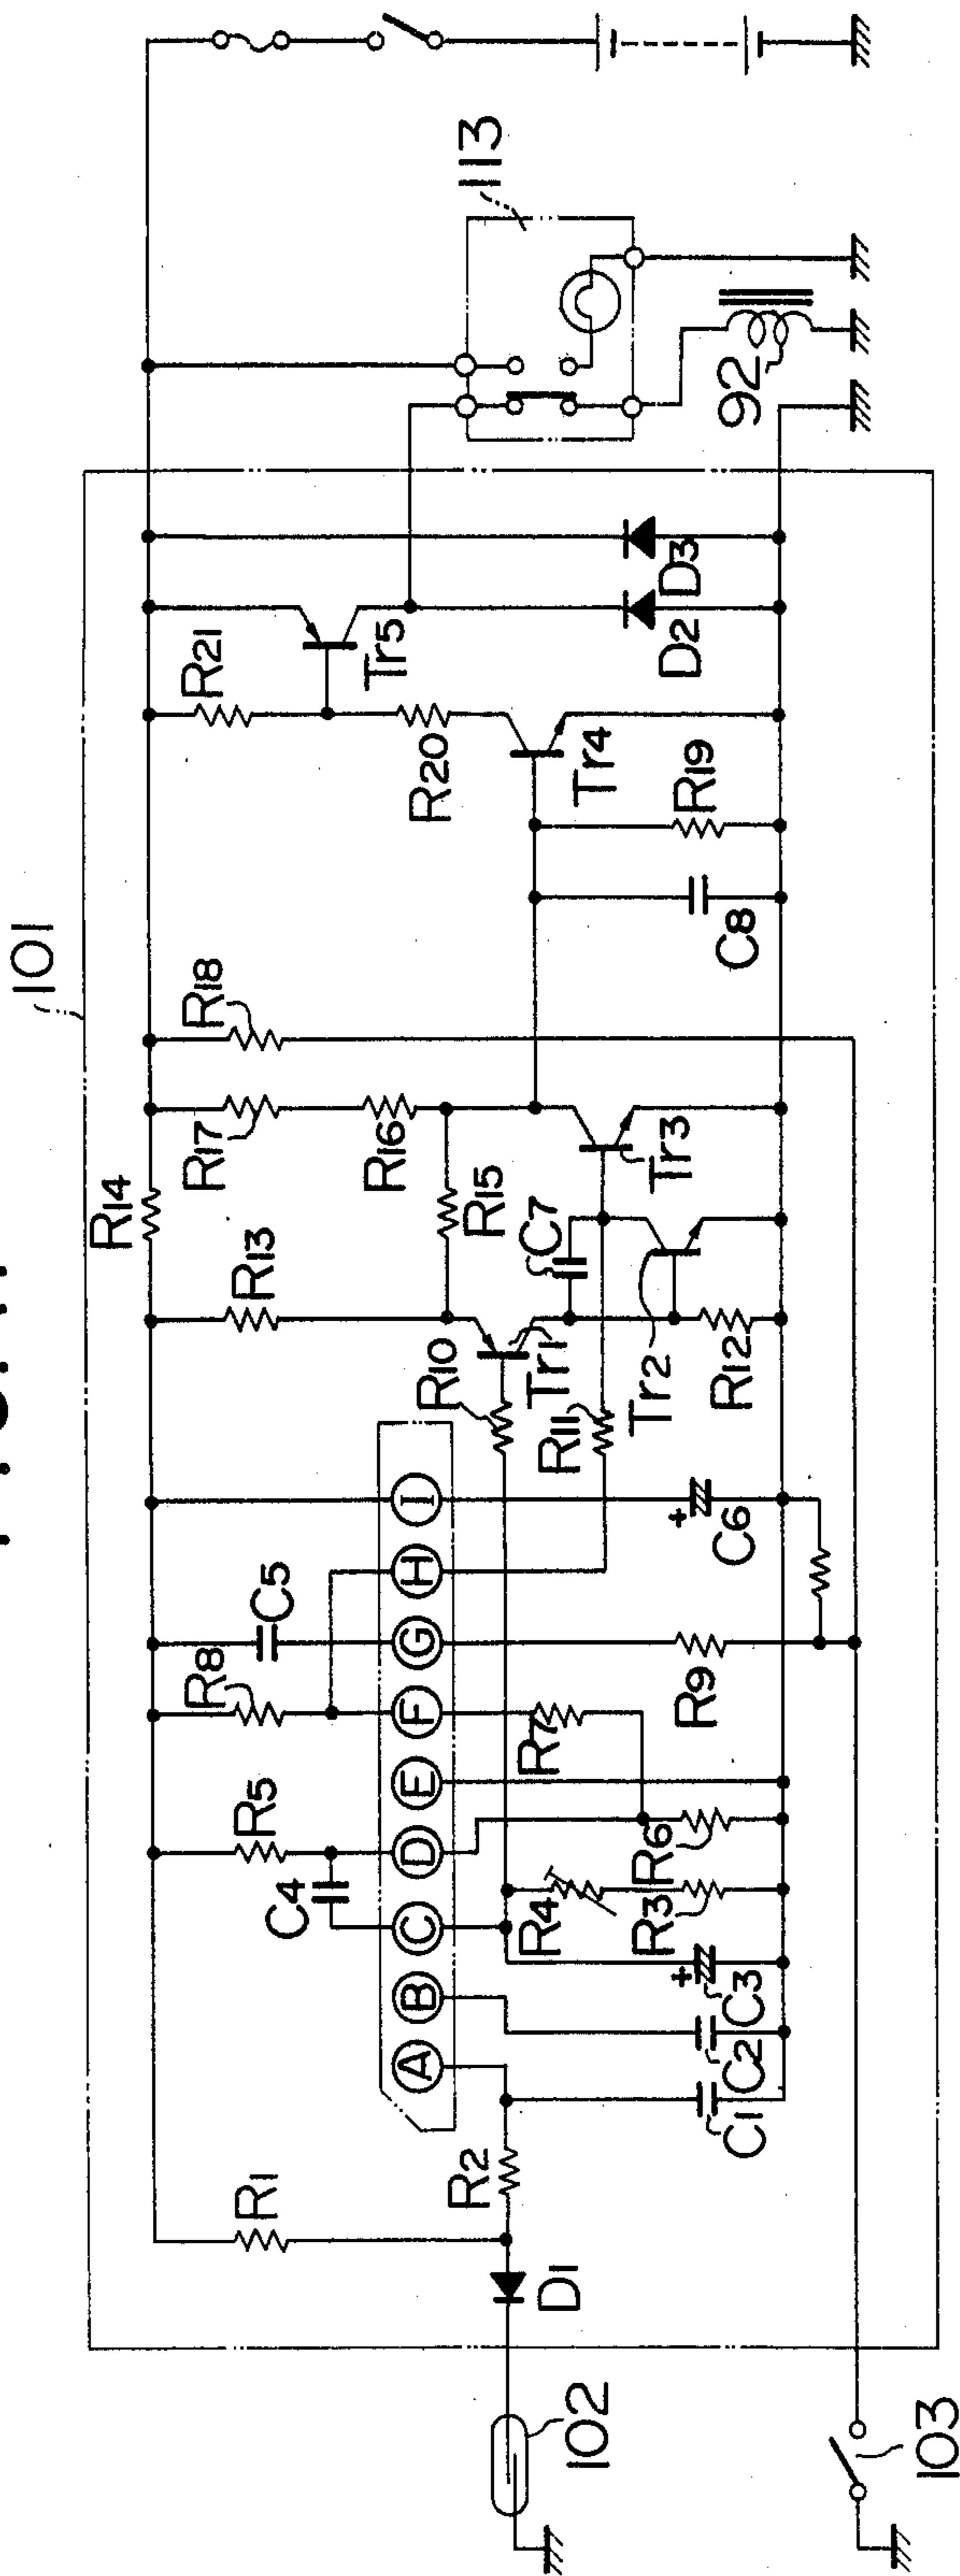 101
113
92
R1
R2
D1
102
103
C1
C2
C3
R3
R4
C4
R5
R6
R7
R8
C5
R9
C6
A
B
C
D
E
F
G
H
I
+
+
R10
R11
Tr1
Tr2
R12
R13
C7
R14
R15
R16
R17
R18
Tr3
C8
R19
Tr4
R20
R21
Tr5
D2
D3